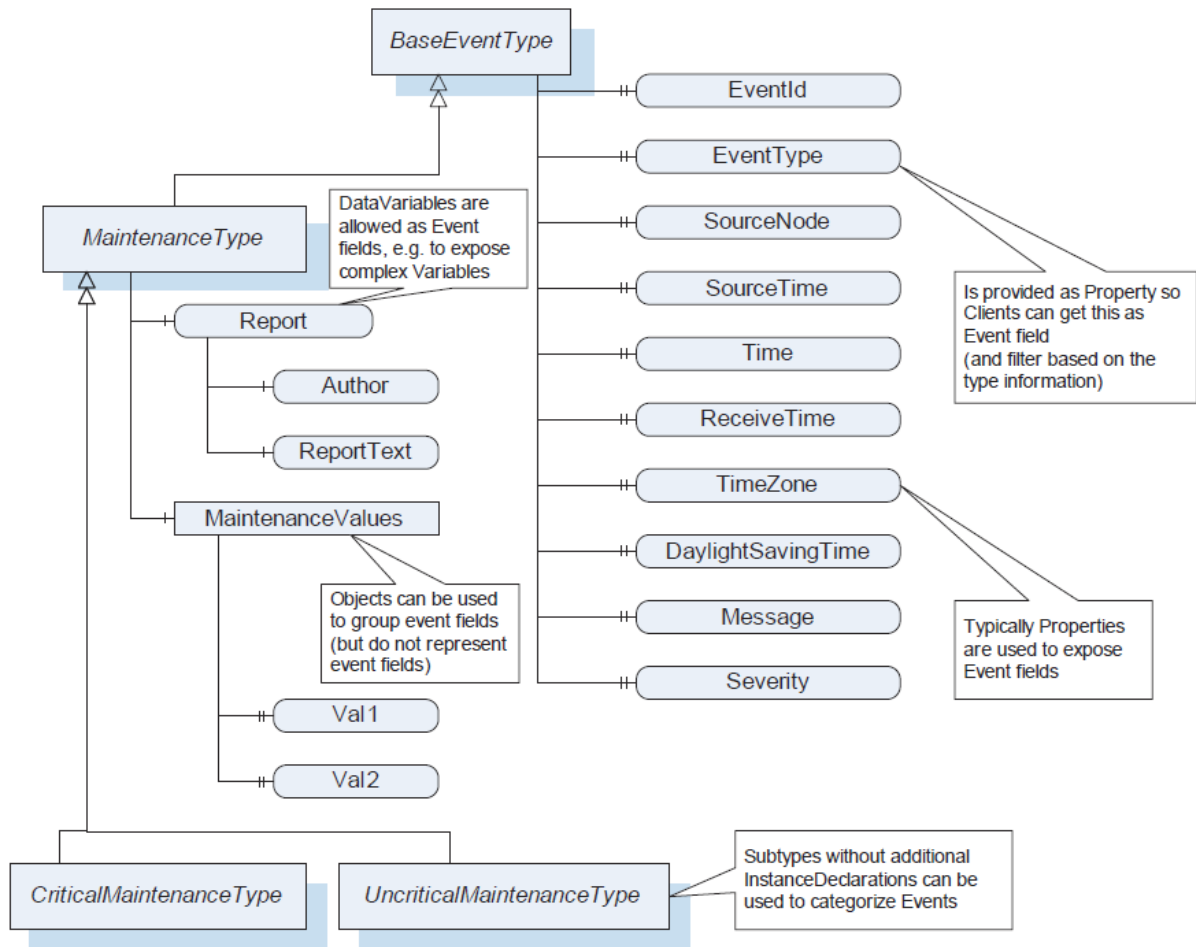 BaseEventType
EventId
EventType
SourceNode
SourceTime
Time
ReceiveTime
TimeZone
DaylightSavingTime
Message
Severity
Is provided as Property so
Clients can get this as
Event field
(and filter based on the
type information)
Typically Properties
are used to expose
Event fields
MaintenanceType
DataVariables are
allowed as Event
fields, e.g. to expose
complex Variables
Report
Author
ReportText
MaintenanceValues
Objects can be used
to group event fields
(but do not represent
event fields)
Val1
Val2
CriticalMaintenanceType
UncriticalMaintenanceType
Subtypes without additional
InstanceDeclarations can be
used to categorize Events